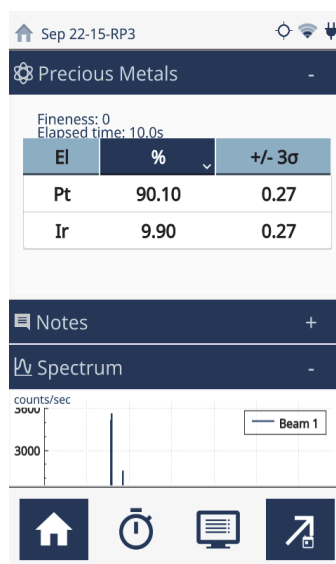 Sep 22-15-RP3
Precious Metals -
Fineness: 0
Elapsed time: 10.0s
El % +/- 3σ
Pt 90.10 0.27
Ir 9.90 0.27
Notes +
Spectrum -
counts/sec
3600
Beam 1
3000